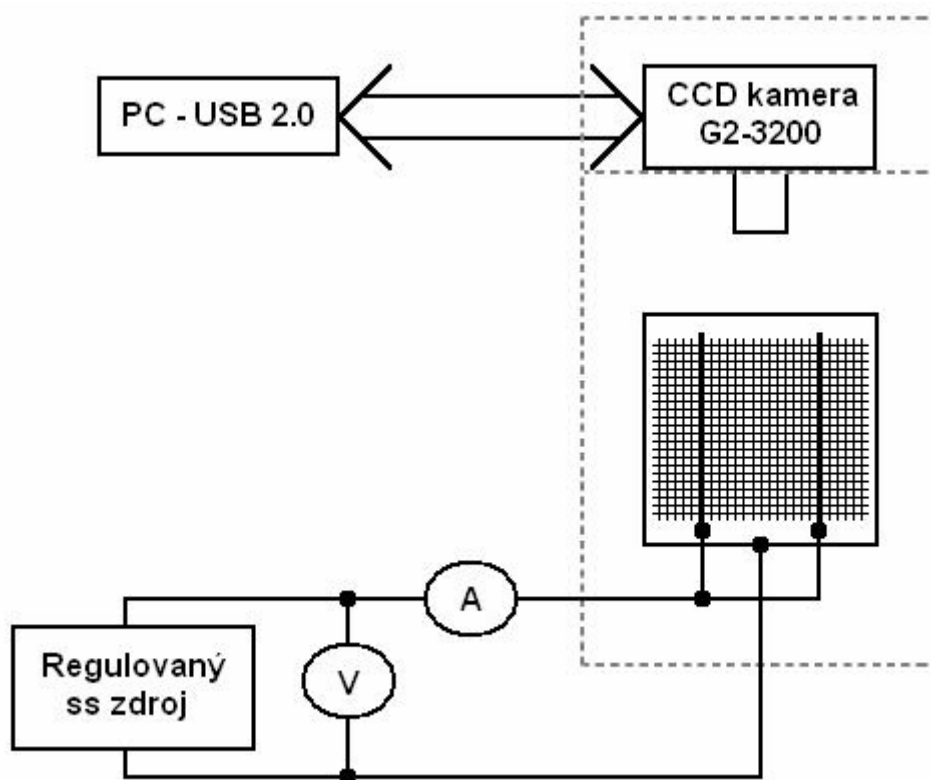 PC - USB 2.0
CCD kamera
G2-3200
A
V
Regulovaný
ss zdroj